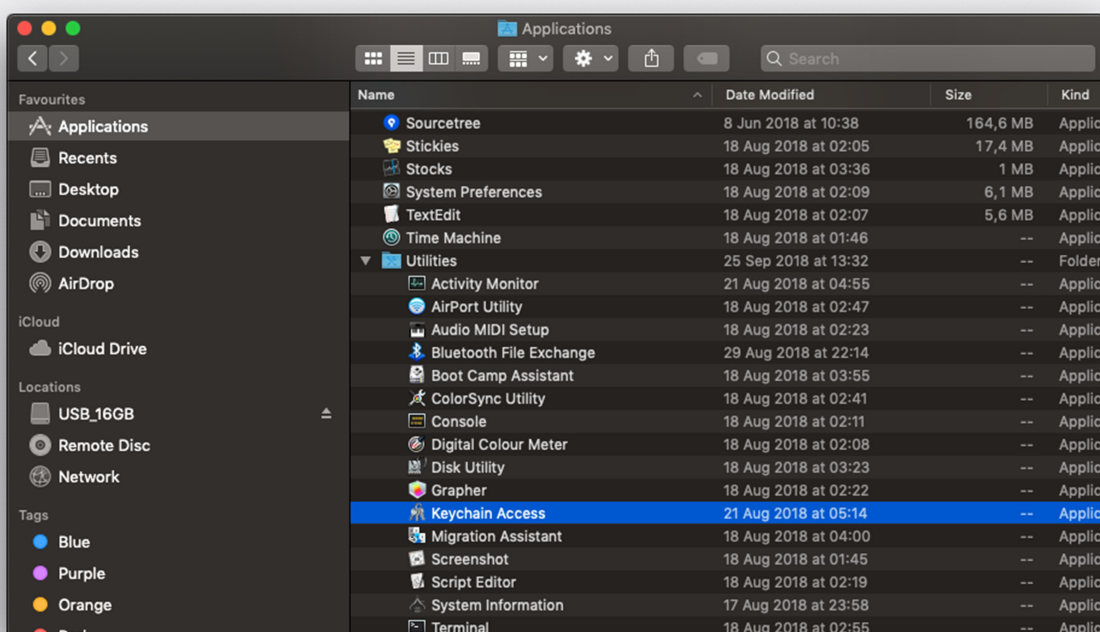 Applications
Search
Favourites
Applications
Recents
Desktop
Documents
Downloads
AirDrop
iCloud
iCloud Drive
Locations
USB_16GB
Remote Disc
Network
Tags
Blue
Purple
Orange
Name Date Modified Size Kind
Sourcetree 8 Jun 2018 at 10:38 164,6 MB Applic
Stickies 18 Aug 2018 at 02:05 17,4 MB Applic
Stocks 18 Aug 2018 at 03:36 1 MB Applic
System Preferences 18 Aug 2018 at 02:09 6,1 MB Applic
TextEdit 18 Aug 2018 at 02:07 5,6 MB Applic
Time Machine 18 Aug 2018 at 01:46 -- Applic
Utilities 25 Sep 2018 at 13:32 -- Folder
Activity Monitor 21 Aug 2018 at 04:55 -- Applic
AirPort Utility 18 Aug 2018 at 02:47 -- Applic
Audio MIDI Setup 18 Aug 2018 at 02:23 -- Applic
Bluetooth File Exchange 29 Aug 2018 at 22:14 -- Applic
Boot Camp Assistant 18 Aug 2018 at 03:55 -- Applic
ColorSync Utility 18 Aug 2018 at 02:41 -- Applic
Console 18 Aug 2018 at 02:11 -- Applic
Digital Colour Meter 18 Aug 2018 at 02:08 -- Applic
Disk Utility 18 Aug 2018 at 03:23 -- Applic
Grapher 18 Aug 2018 at 02:22 -- Applic
Keychain Access 21 Aug 2018 at 05:14 -- Applic
Migration Assistant 18 Aug 2018 at 04:00 -- Applic
Screenshot 18 Aug 2018 at 01:45 -- Applic
Script Editor 18 Aug 2018 at 02:19 -- Applic
System Information 17 Aug 2018 at 23:58 -- Applic
Terminal 18 Aug 2018 at 02:55 -- Applic